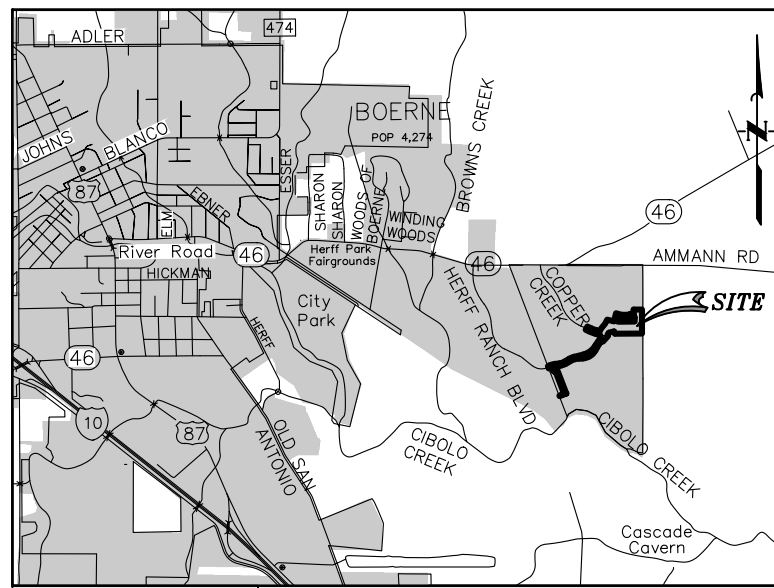 474
ADLER
BOERNE
POP 4,274
JOHNS
BLANCO
BROWNS CREEK
ESSER
SHARON
SHARON
WOODS OF
BOERNE
87
EBNER
ELM
WINDING
WOODS
46
N
River Road
46
Herff Park
Fairgrounds
46
AMMANN RD
HICKMAN
COPPER
CREEK
HERFF RANCH BLVD
City
Park
SITE
HERFF
46
10
87
OLD SAN
ANTONIO
CIBOLO
CREEK
CIBOLO CREEK
Cascade
Cavern